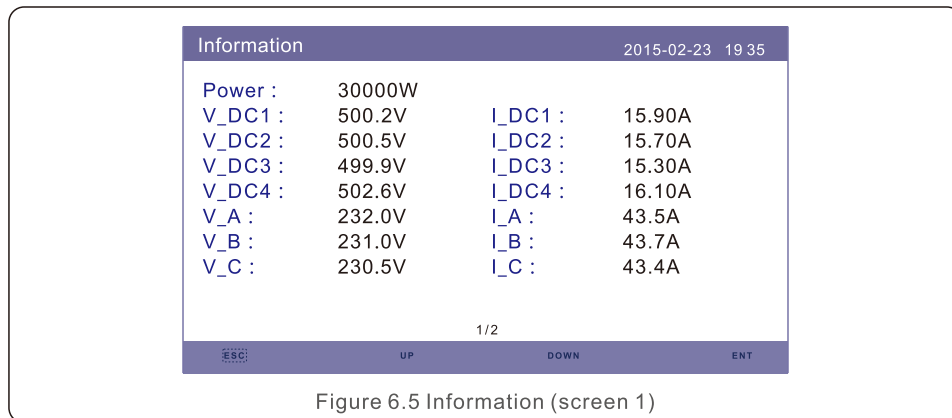 Information 2015-02-23 19 35
Power : 30000W
V_DC1 : 500.2V I_DC1 : 15.90A
V_DC2 : 500.5V I_DC2 : 15.70A
V_DC3 : 499.9V I_DC3 : 15.30A
V_DC4 : 502.6V I_DC4 : 16.10A
V_A : 232.0V I_A : 43.5A
V_B : 231.0V I_B : 43.7A
V_C : 230.5V I_C : 43.4A
1/2
ESC UP DOWN ENT
Figure 6.5 Information (screen 1)